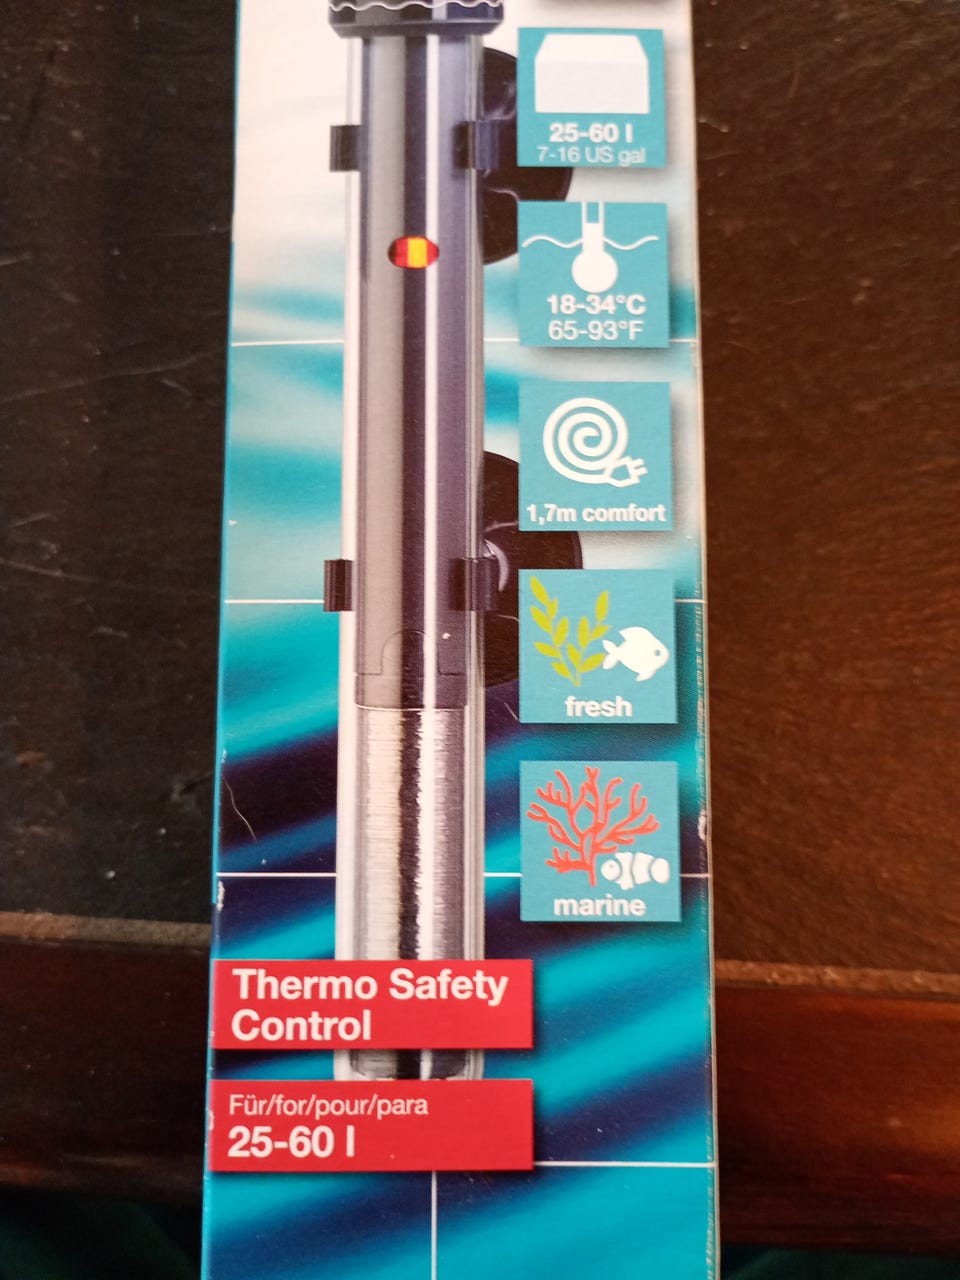 25-60 l
7-16 US gal
18-34°C
65-93°F
1,7m comfort
fresh
marine
Thermo Safety
Control
Für/for/pour/para
25-60 l